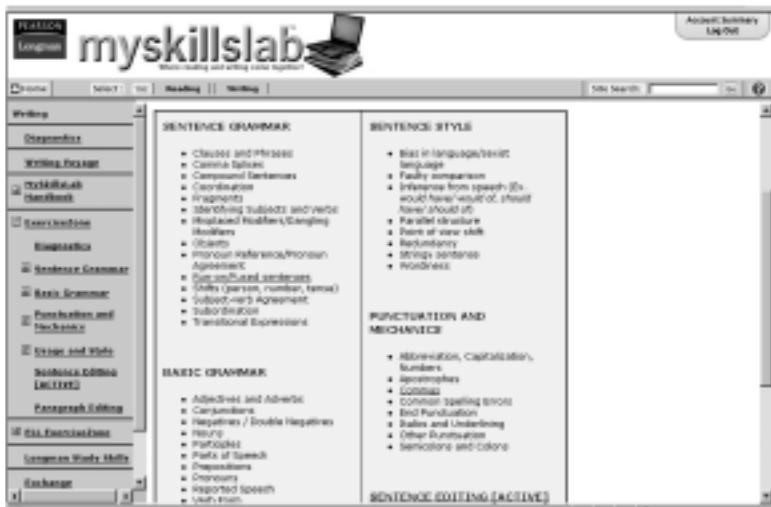 PEARSON
Longman
myskillslab
Where reading and writing come together!
Account Summary
Log Out
Home
Select:
Reading
Writing
Site Search:
Go
Writing
Diagnostics
Writing Voyage
MySkillsLab
Handbook
Exercisezone
Diagnostics
Sentence Grammar
Basic Grammar
Punctuation and
Mechanics
Usage and Style
Sentence Editing
[ACTIVE]
Paragraph Editing
ESL Exercisezone
Longman Study Skills
Exchange
SENTENCE GRAMMAR
Clauses and Phrases
Comma Splices
Compound Sentences
Coordination
Fragments
Identifying Subjects and Verbs
Misplaced Modifiers/Dangling
Modifiers
Objects
Pronoun Reference/Pronoun
Agreement
Run-on/Fused sentences
Shifts (person, number, tense)
Subject-verb Agreement
Subordination
Transitional Expressions
BASIC GRAMMAR
Adjectives and Adverbs
Conjunctions
Negatives / Double Negatives
Nouns
Participles
Parts of Speech
Prepositions
Pronouns
Reported Speech
Verb Form
SENTENCE STYLE
Bias in language/sexist
language
Faulty comparison
Inference from speech (Ex.
would have/would of, should
have/should of)
Parallel structure
Point of view shift
Redundancy
Stringy sentence
Wordiness
PUNCTUATION AND
MECHANICS
Abbreviation, Capitalization,
Numbers
Apostrophes
Commas
Common Spelling Errors
End Punctuation
Italics and Underlining
Other Punctuation
Semicolons and Colons
SENTENCE EDITING [ACTIVE]